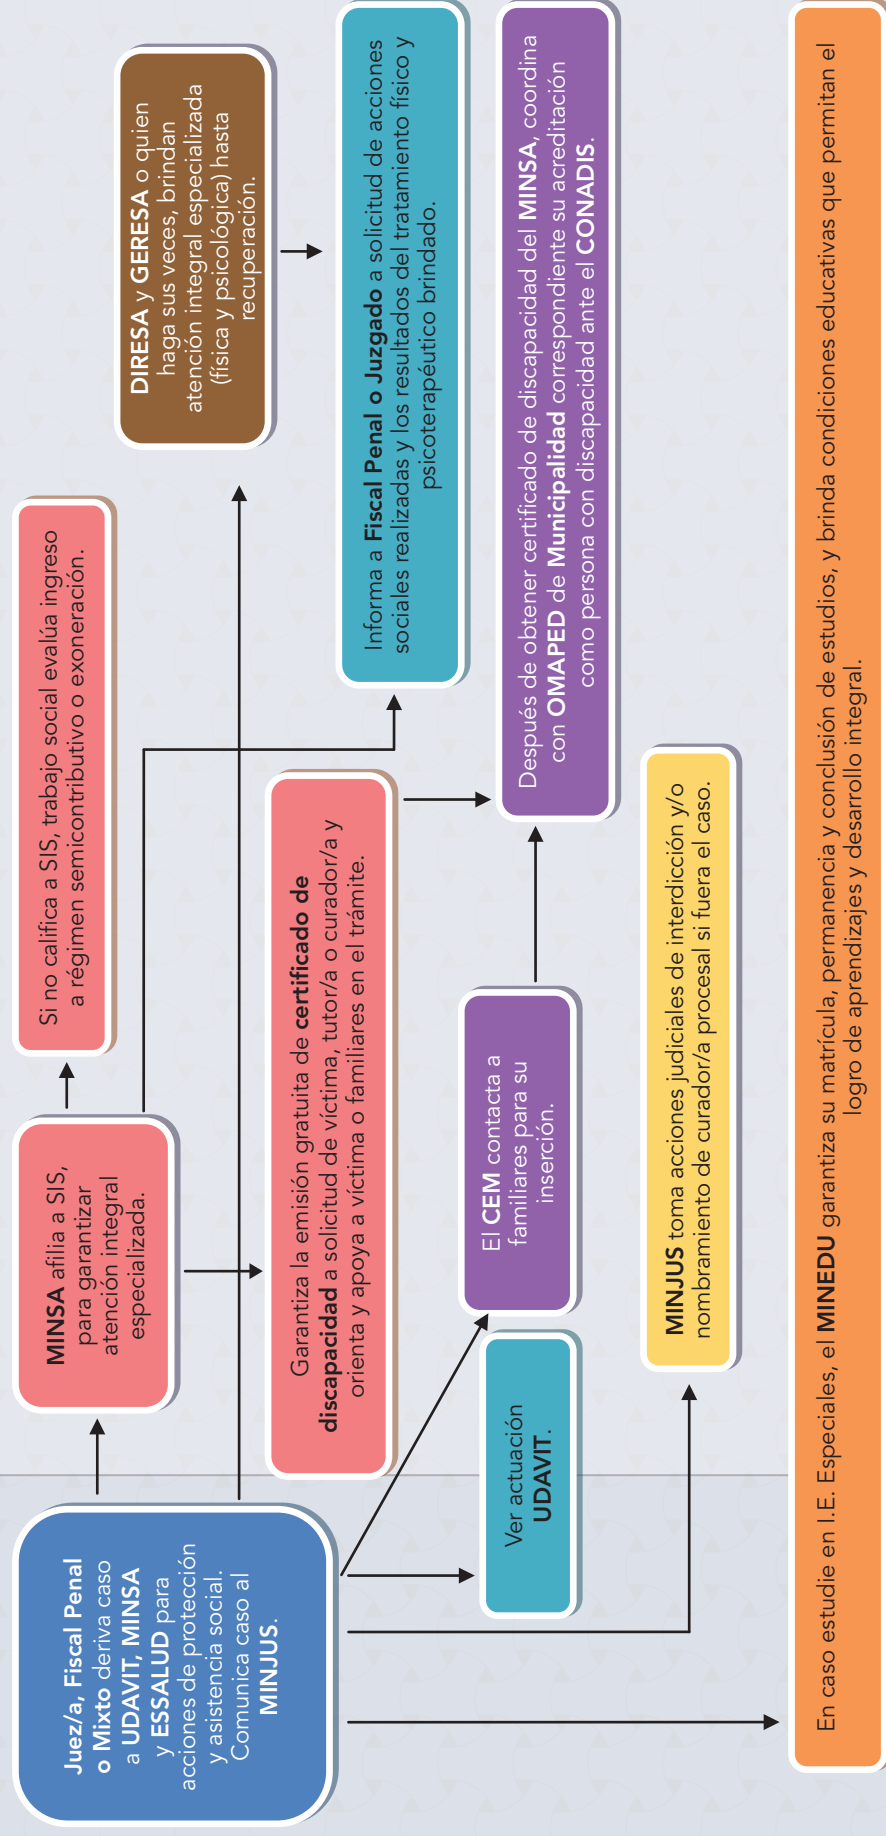 Juez/a, Fiscal Penal
o Mixto deriva caso
a UDAVIT, MINSA
y ESSALUD para
acciones de protección
y asistencia social.
Comunica caso al
MINJUS.
MINSA afilia a SIS,
para garantizar
atención integral
especializada.
Si no califica a SIS, trabajo social evalúa ingreso
a régimen semicontributivo o exoneración.
DIRESA y GERESA o quien
haga sus veces, brindan
atención integral especializada
(física y psicológica) hasta
recuperación.
Garantiza la emisión gratuita de certificado de
discapacidad a solicitud de víctima, tutor/a o curador/a y
orienta y apoya a víctima o familiares en el trámite.
Informa a Fiscal Penal o Juzgado a solicitud de acciones
sociales realizadas y los resultados del tratamiento físico y
psicoterapéutico brindado.
Ver actuación
UDAVIT.
El CEM contacta a
familiares para su
inserción.
Después de obtener certificado de discapacidad del MINSA, coordina
con OMAPED de Municipalidad correspondiente su acreditación
como persona con discapacidad ante el CONADIS.
MINJUS toma acciones judiciales de interdicción y/o
nombramiento de curador/a procesal si fuera el caso.
En caso estudie en I.E. Especiales, el MINEDU garantiza su matrícula, permanencia y conclusión de estudios, y brinda condiciones educativas que permitan el
logro de aprendizajes y desarrollo integral.